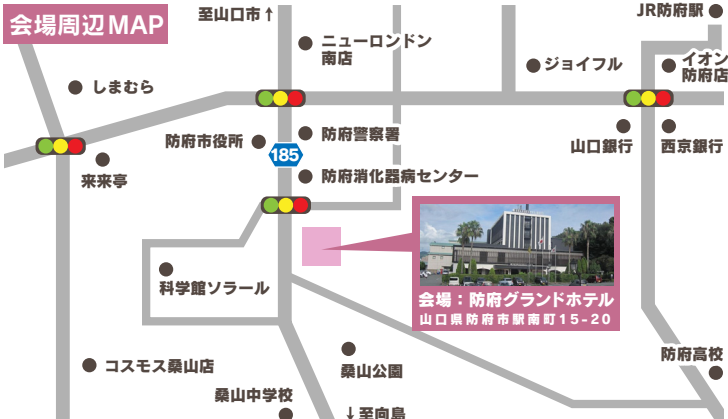 会場周辺MAP
至山口市↑
JR防府駅
ニューロンドン
南店
ジョイフル
イオン
防府店
しまむら
防府市役所
185
防府警察署
山口銀行
西京銀行
来来亭
防府消化器病センター
科学館ソラール
会場：防府グランドホテル
山口県防府市駅南町15-20
コスモス桑山店
桑山公園
防府高校
桑山中学校
↓至向島